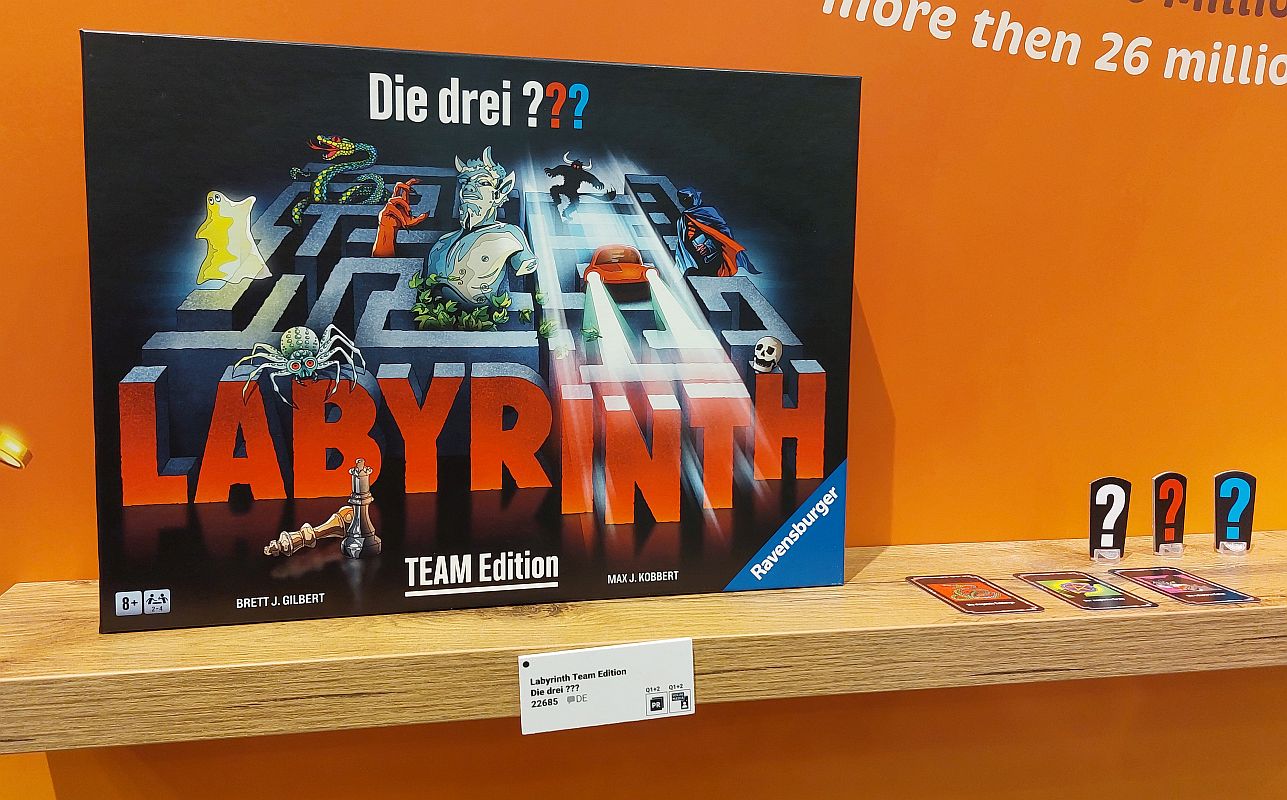 more then 26 millio
Die drei ???
LABYRINTH
TEAM Edition
BRETT J. GILBERT
MAX J. KOBBERT
Ravensburger
8+
2-4
? ? ?
Labyrinth Team Edition
Die drei ???
22685 DE
Q1+2 Q1+2
PR